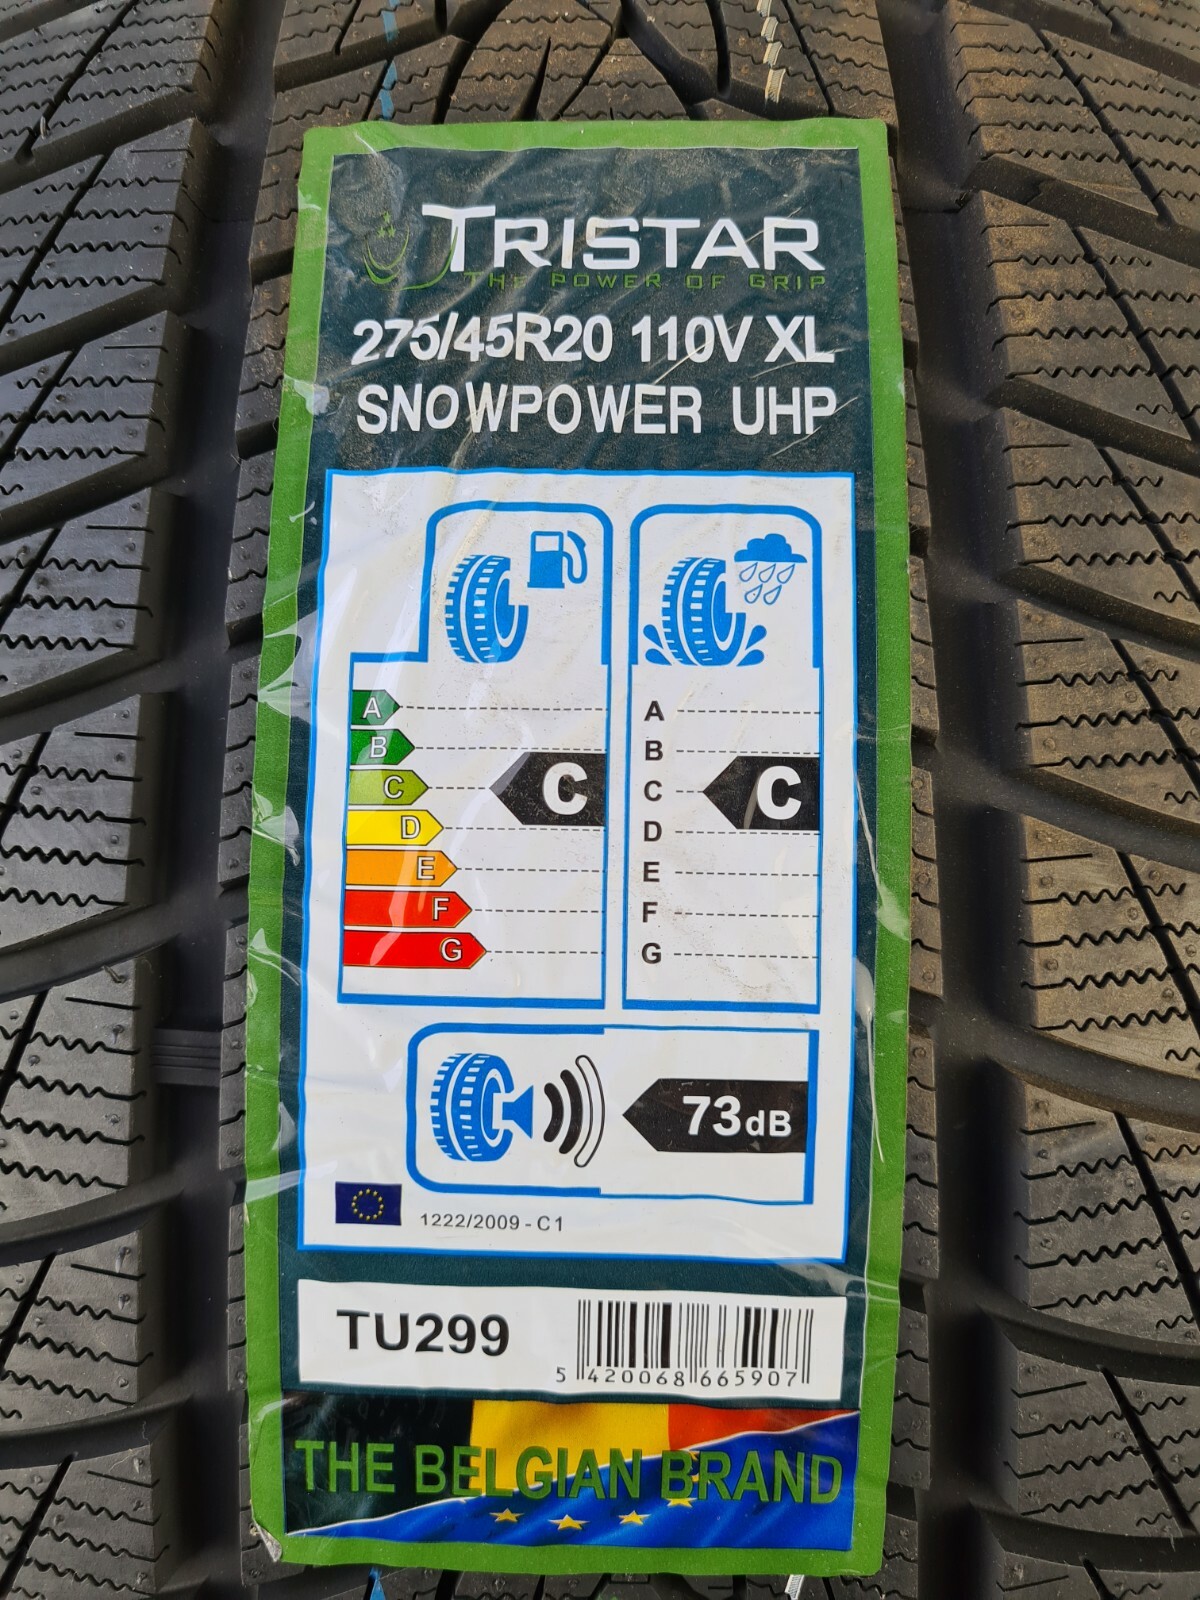 TRISTAR
THE POWER OF GRIP
275/45R20 110V XL
SNOWPOWER UHP
A
B
C
D
E
F
G
C
A
B
C
D
E
F
G
C
73dB
1222/2009 - C1
TU299
5 420068 665907
THE BELGIAN BRAND